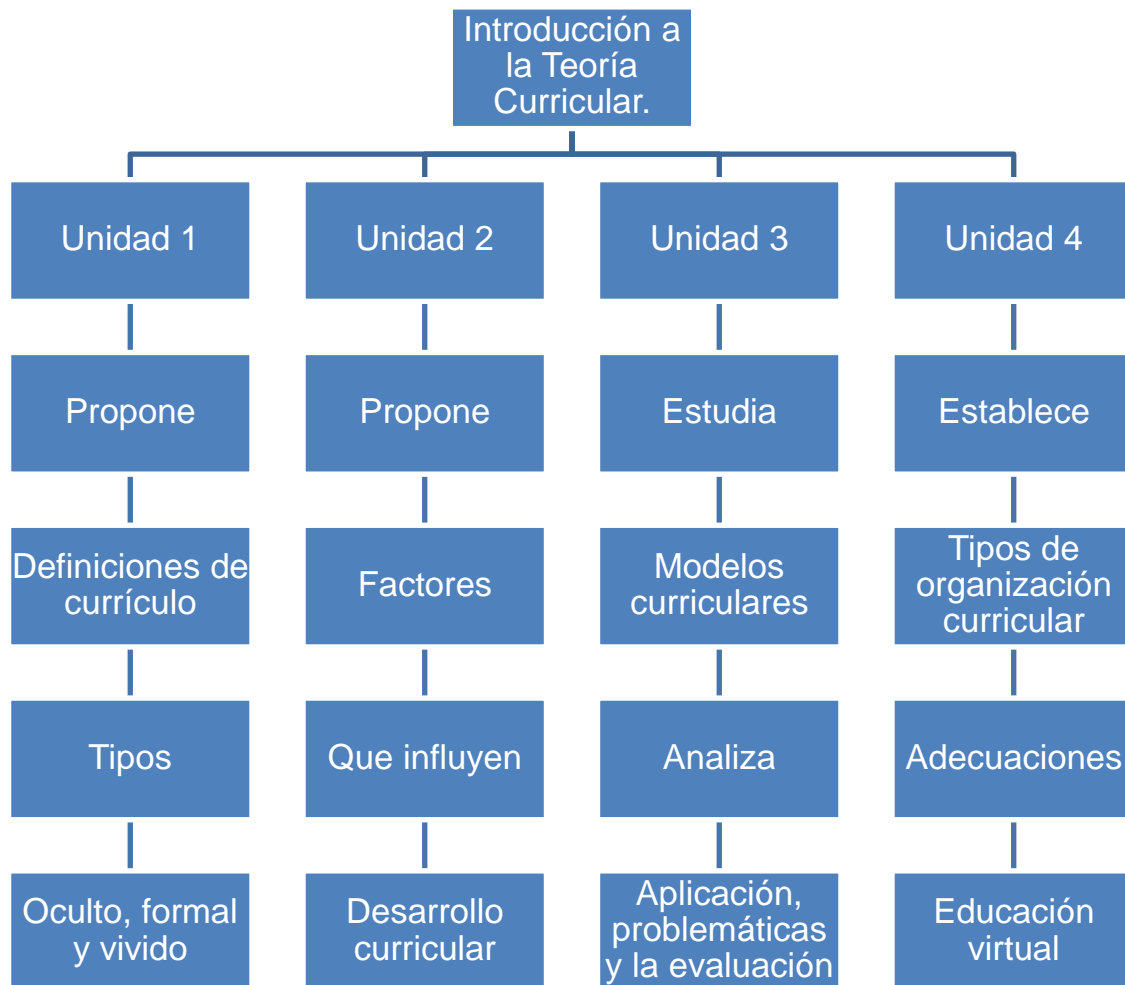 Introducción a
la Teoría
Curricular.
Unidad 1
Unidad 2
Unidad 3
Unidad 4
Propone
Propone
Estudia
Establece
Definiciones de
currículo
Factores
Modelos
curriculares
Tipos de
organización
curricular
Tipos
Que influyen
Analiza
Adecuaciones
Oculto, formal
y vivido
Desarrollo
curricular
Aplicación,
problemáticas
y la evaluación
Educación
virtual